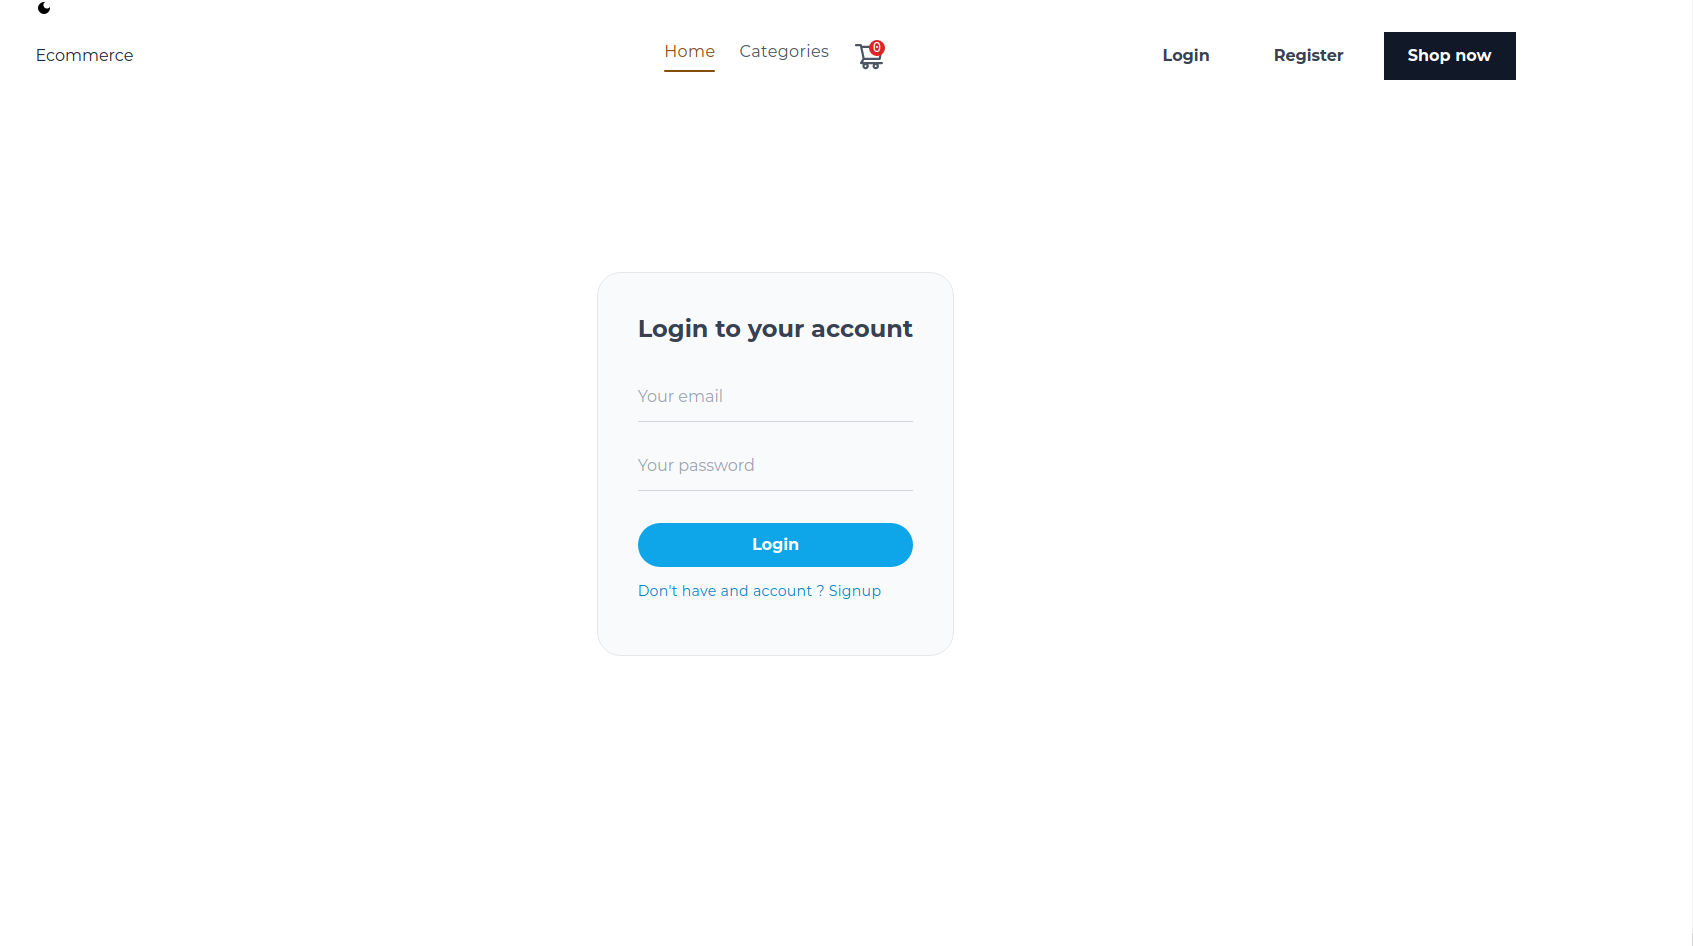 Ecommerce
Home
Categories
0
Login
Register
Shop now
Login to your account
Your email
Your password
Login
Don't have and account ? Signup